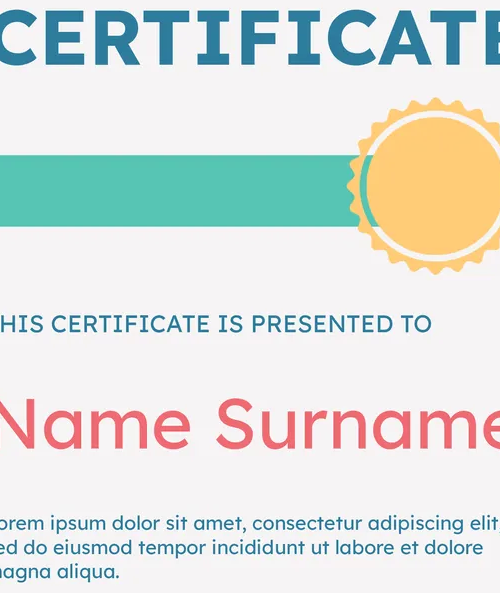 CERTIFICATE
HIS CERTIFICATE IS PRESENTED TO
Name Surname
orem ipsum dolor sit amet, consectetur adipiscing elit,
ed do eiusmod tempor incididunt ut labore et dolore
magna aliqua.